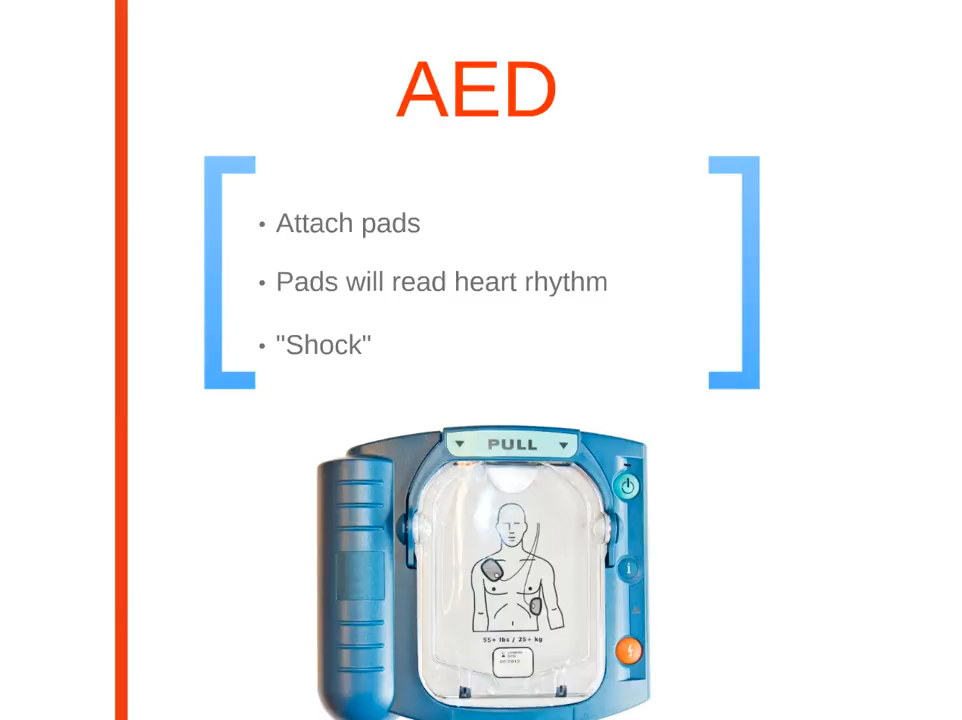 AED
• Attach pads
• Pads will read heart rhythm
• "Shock"
PULL
i
55+ lbs / 25+ kg